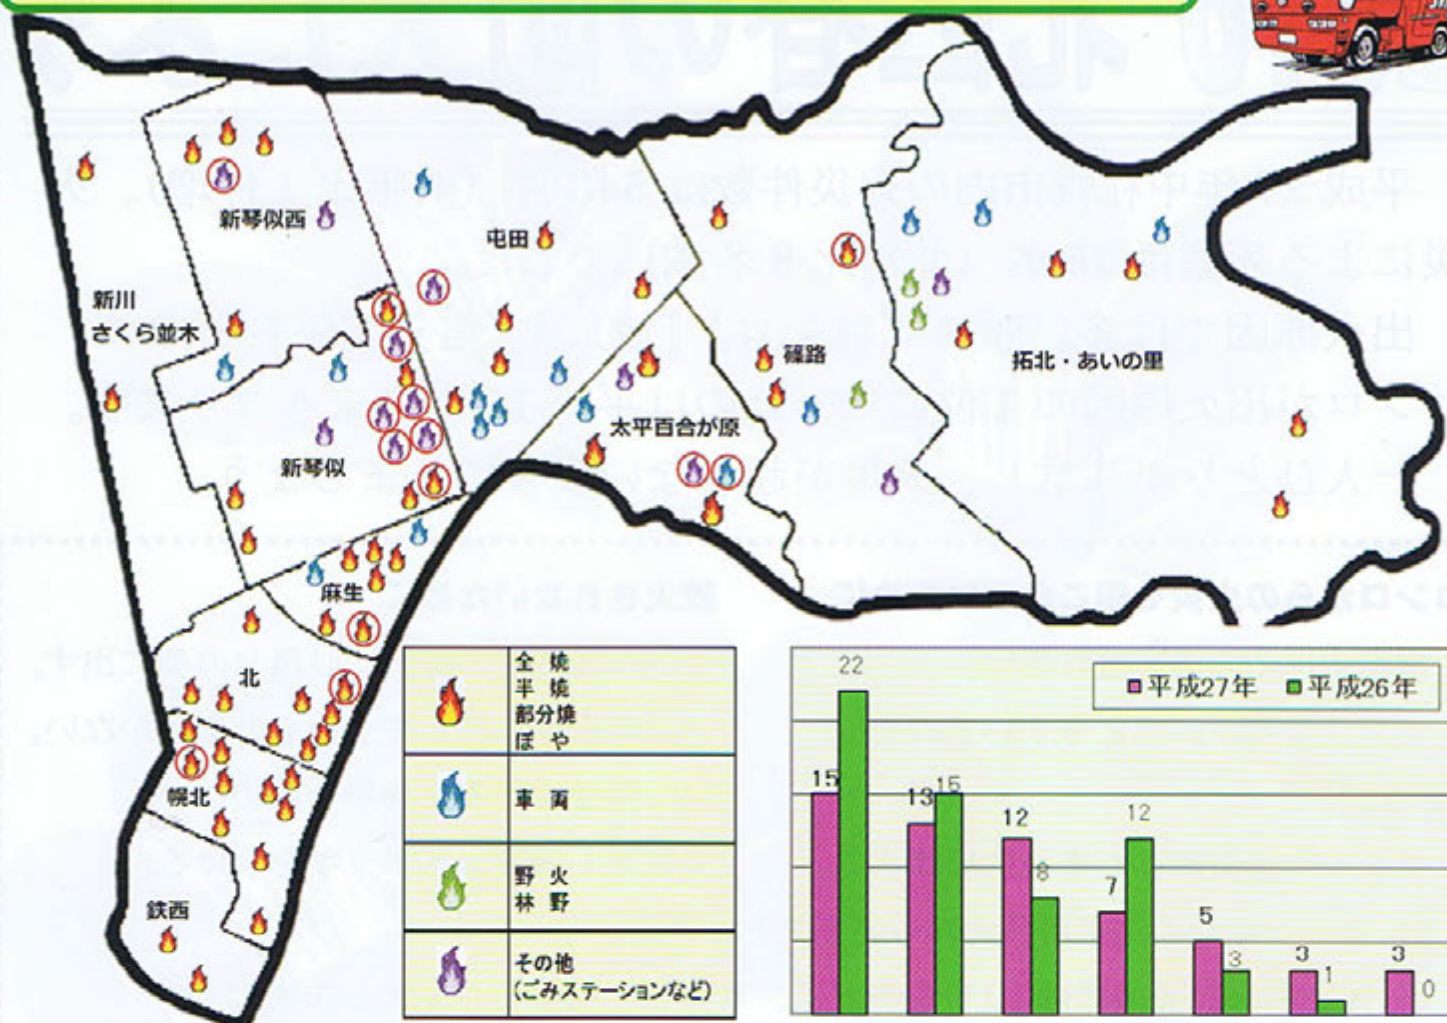 新琴似西
屯田
新川
さくら並木
篠路
拓北・あいの里
太平百合が原
新琴似
麻生
北
幌北
鉄西
全焼
半焼
部分焼
ぼや
車両
野火
林野
その他
(ごみステーションなど)
平成27年 平成26年
22
15
13
15
12
8
7
12
5
3
3
1
3
0